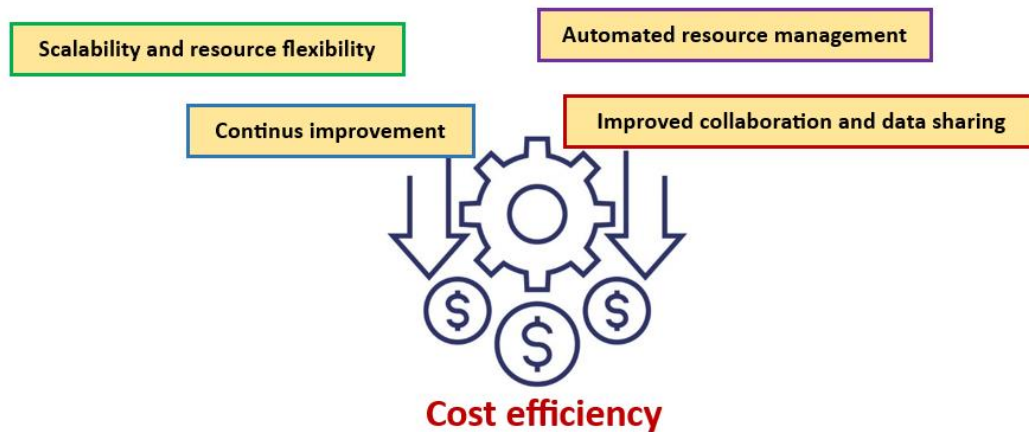 Scalability and resource flexibility
Automated resource management
Continus improvement
Improved collaboration and data sharing
$ $ $
Cost efficiency